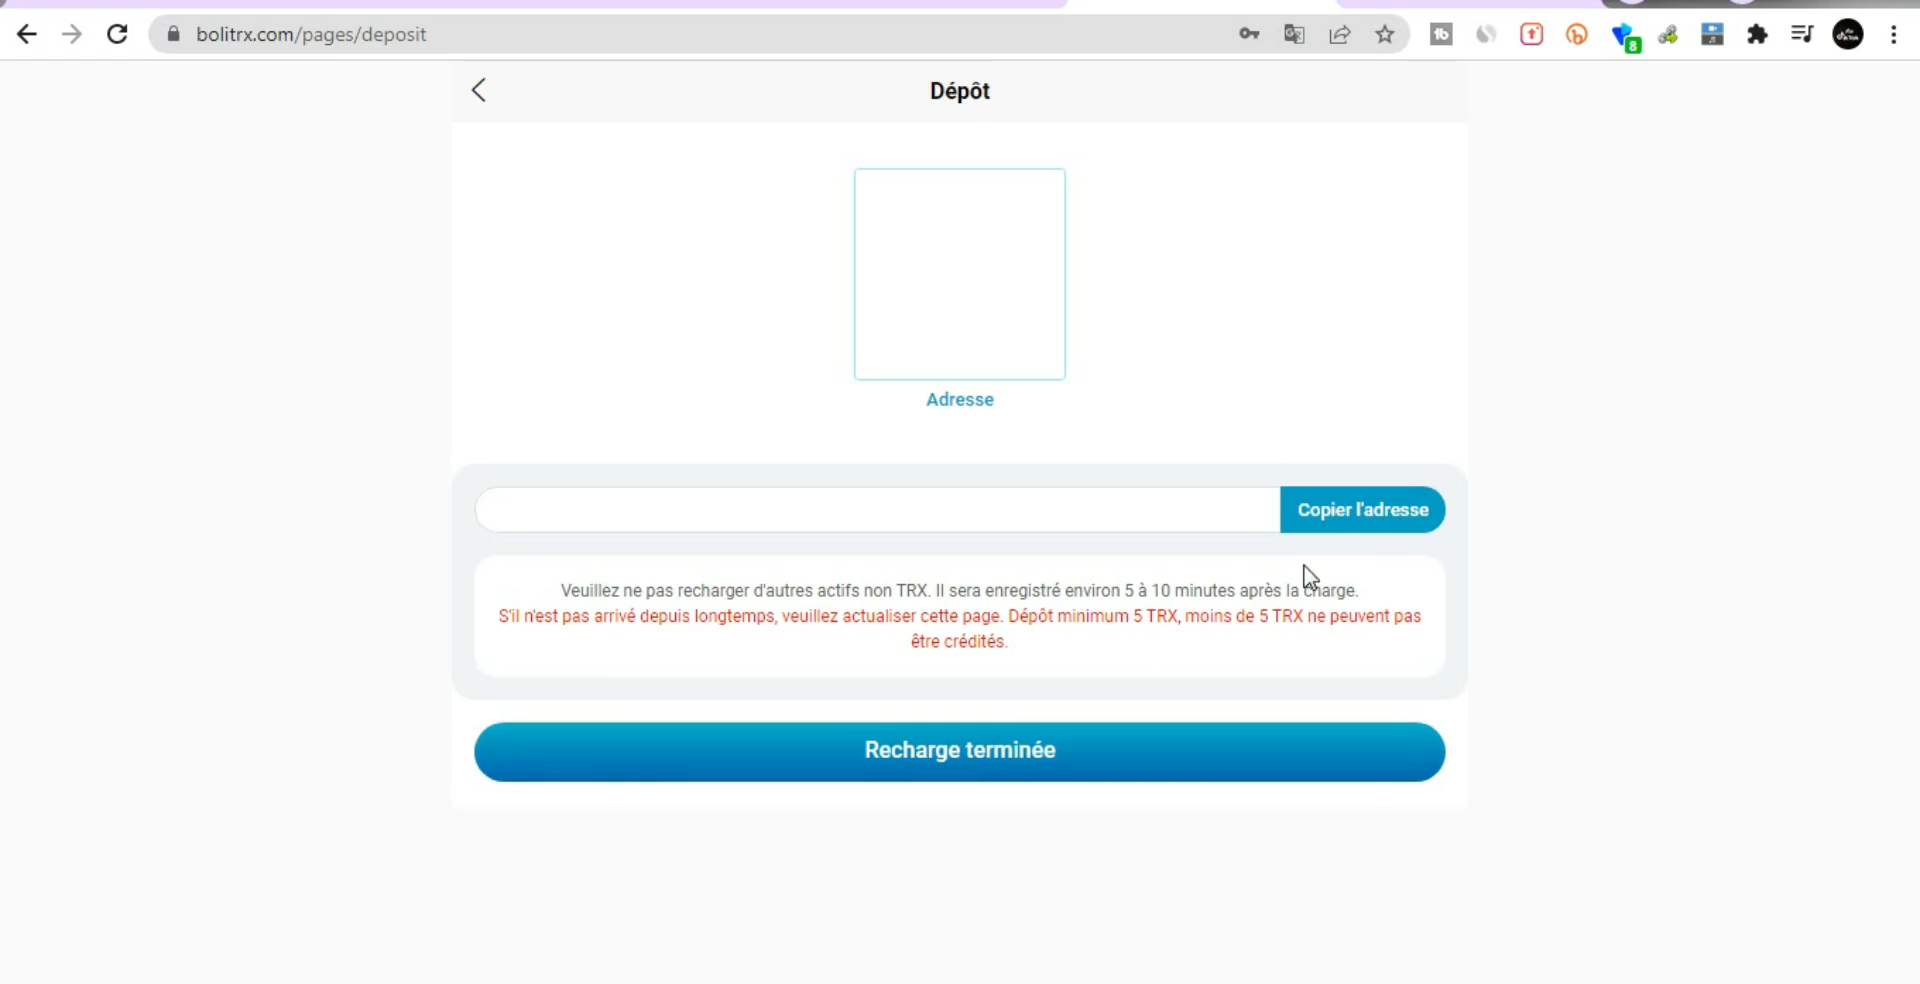 bolitrx.com/pages/deposit
8
Dépôt
Adresse
Copier l'adresse
Veuillez ne pas recharger d'autres actifs non TRX. Il sera enregistré environ 5 à 10 minutes après la charge.
S'il n'est pas arrivé depuis longtemps, veuillez actualiser cette page. Dépôt minimum 5 TRX, moins de 5 TRX ne peuvent pas
être crédités.
Recharge terminée